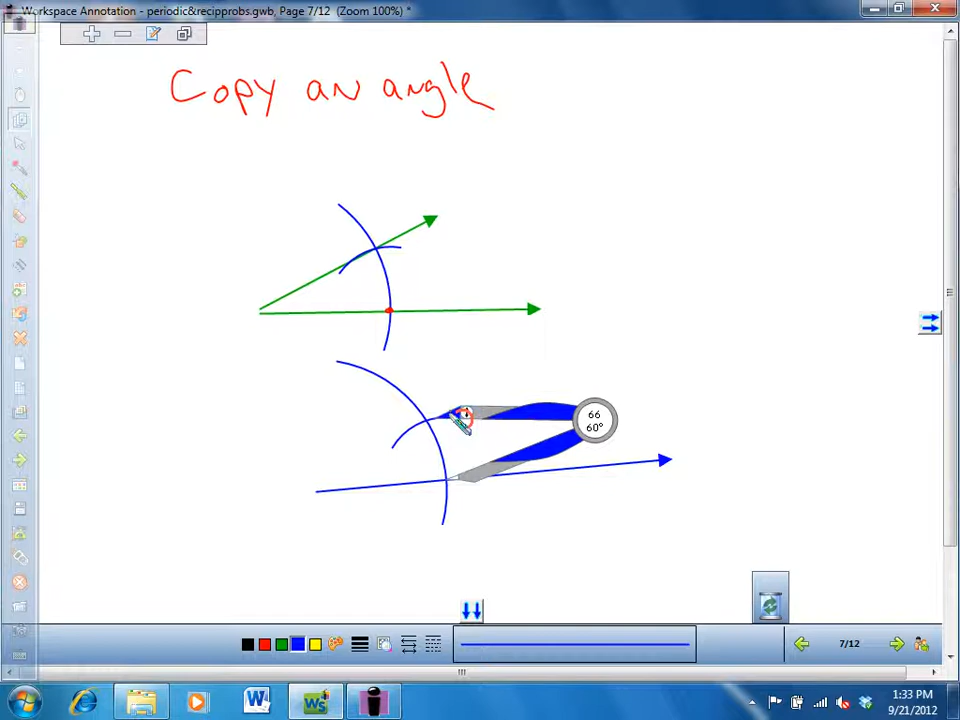 Workspace Annotation - periodic&recipprobs.gwb, Page 7/12 (Zoom 100%) *
Copy an angle
66
60°
7/12
W
Ws
1:33 PM
9/21/2012